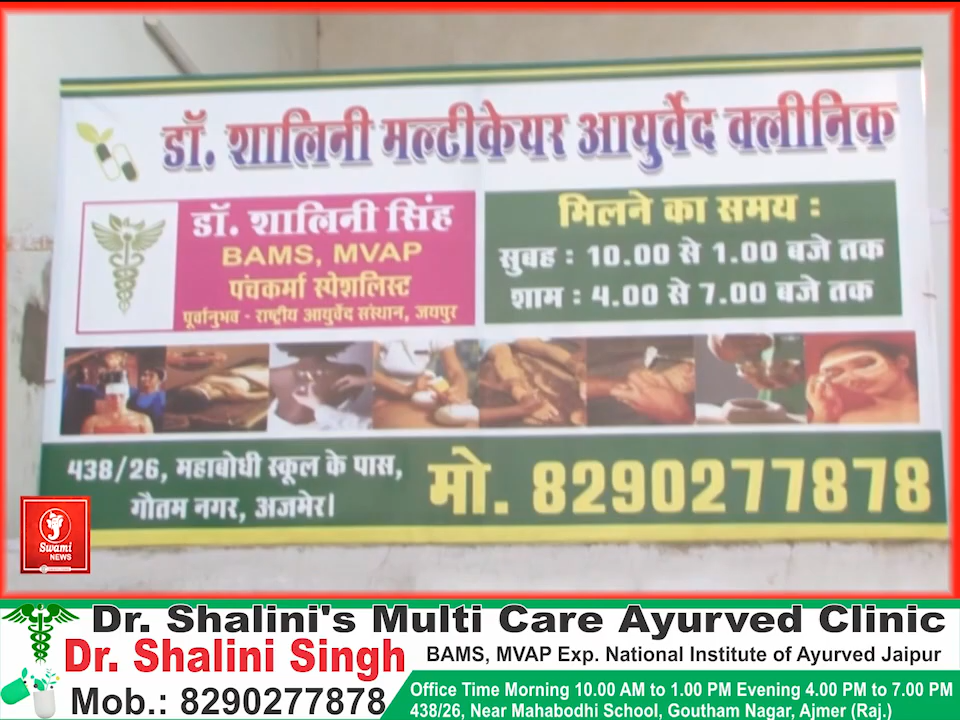 डॉ. शालिनी मल्टीकेयर आयुर्वेद क्लीनिक
डॉ. शालिनी सिंह
BAMS, MVAP
पंचकर्मा स्पेशलिस्ट
पूर्वानुभव - राष्ट्रीय आयुर्वेद संस्थान, जयपुर
मिलने का समय :
सुबह : 10.00 से 1.00 बजे तक
शाम : 4.00 से 7.00 बजे तक
438/26, महाबोधी स्कूल के पास,
गौतम नगर, अजमेर।
मो. 8290277878
Swami
NEWS
Dr. Shalini's Multi Care Ayurved Clinic
Dr. Shalini Singh
BAMS, MVAP Exp. National Institute of Ayurved Jaipur
Mob.: 8290277878
Office Time Morning 10.00 AM to 1.00 PM Evening 4.00 PM to 7.00 PM
438/26, Near Mahabodhi School, Goutham Nagar, Ajmer (Raj.)